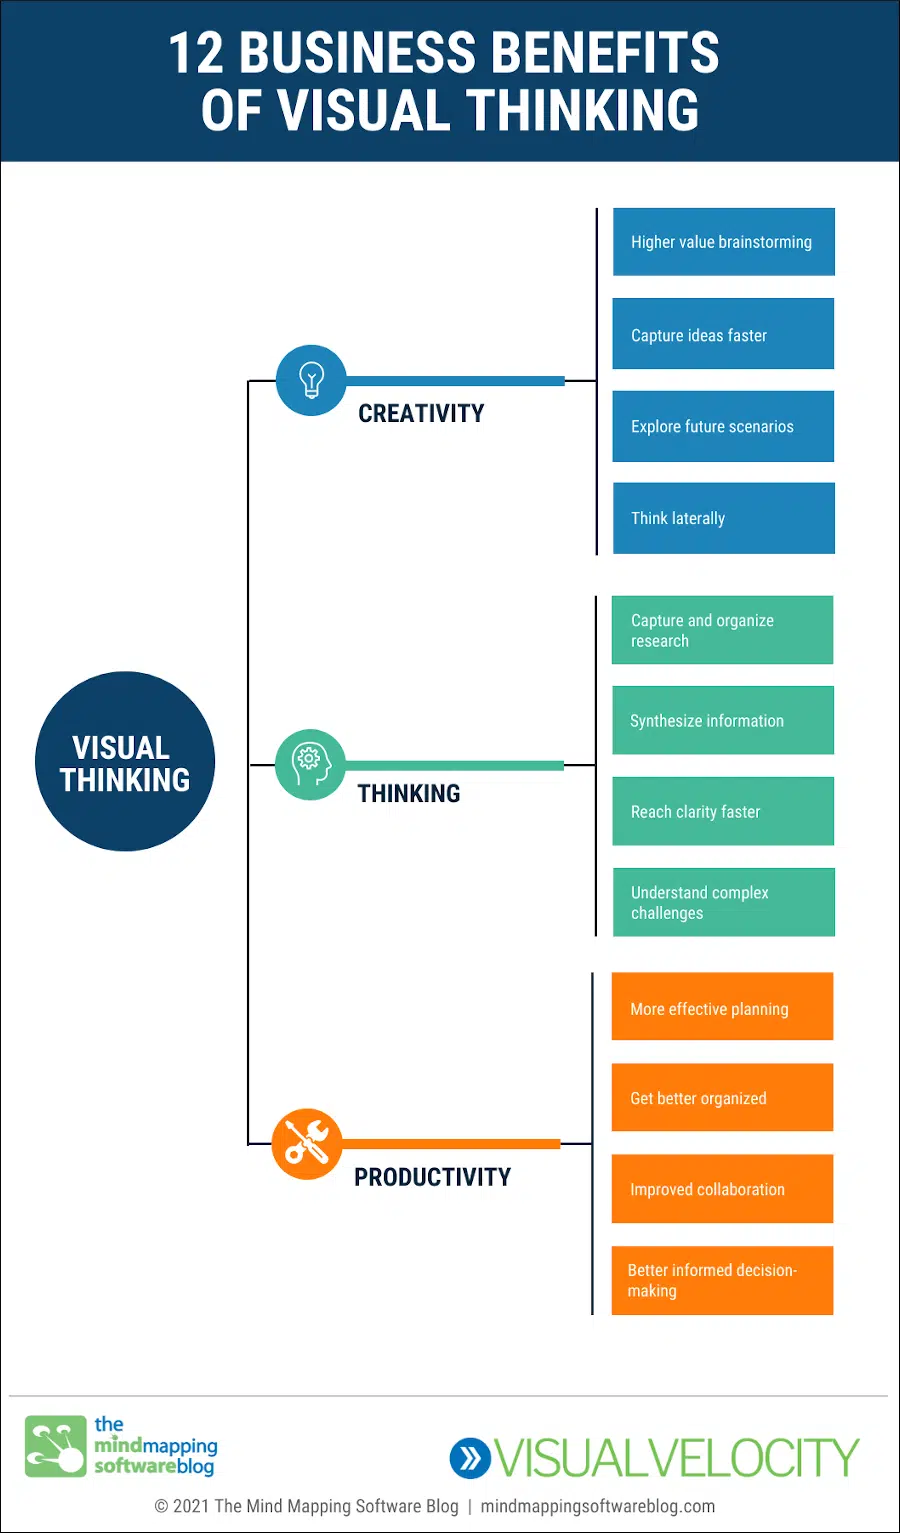 12 BUSINESS BENEFITS
OF VISUAL THINKING
VISUAL
THINKING
CREATIVITY
Higher value brainstorming
Capture ideas faster
Explore future scenarios
Think laterally
THINKING
Capture and organize
research
Synthesize information
Reach clarity faster
Understand complex
challenges
PRODUCTIVITY
More effective planning
Get better organized
Improved collaboration
Better informed decision-
making
the
mindmapping
softwareblog
VISUALVELOCITY
© 2021 The Mind Mapping Software Blog | mindmappingsoftwareblog.com